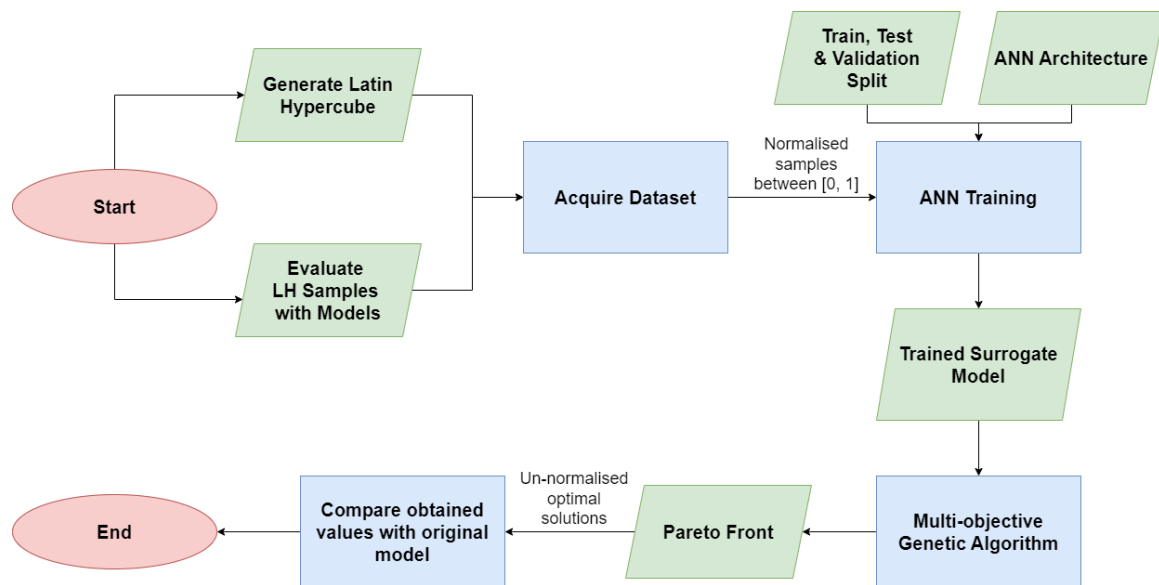 Generate Latin
Hypercube
Train, Test
& Validation
Split
ANN Architecture
Start
Evaluate
LH Samples
with Models
Acquire Dataset
Normalised
samples
between [0, 1]
ANN Training
Trained Surrogate
Model
Multi-objective
Genetic Algorithm
Pareto Front
Un-normalised
optimal
solutions
Compare obtained
values with original
model
End